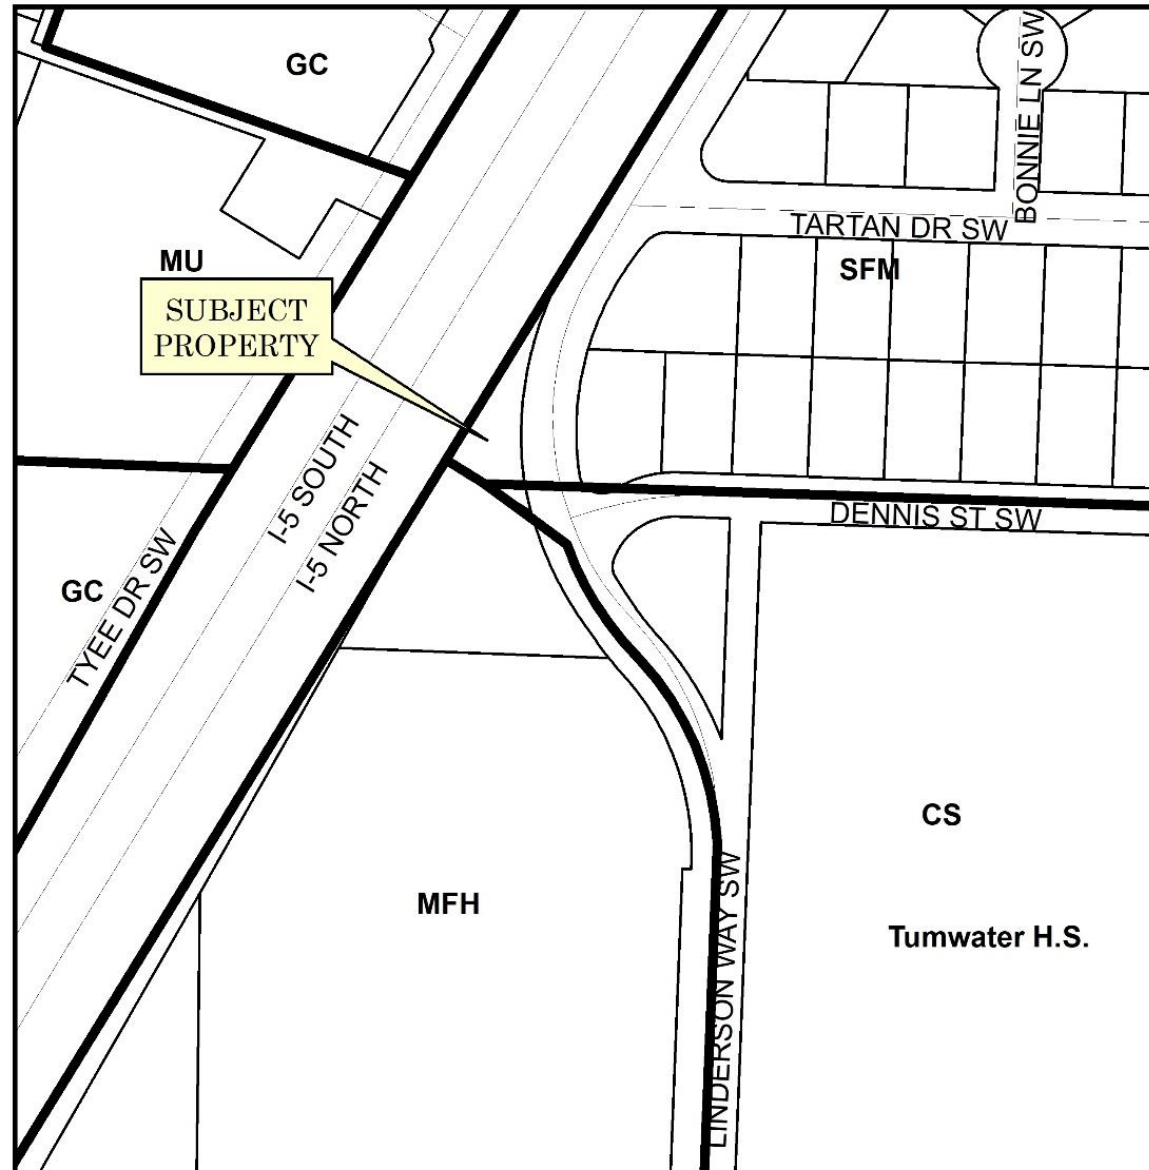 GC
BONNIE LN SW
TARTAN DR SW
MU
SFM
SUBJECT
PROPERTY
I-5 SOUTH
I-5 NORTH
DENNIS ST SW
GC
TYEE DR SW
CS
MFH
Tumwater H.S.
LINDERSON WAY SW